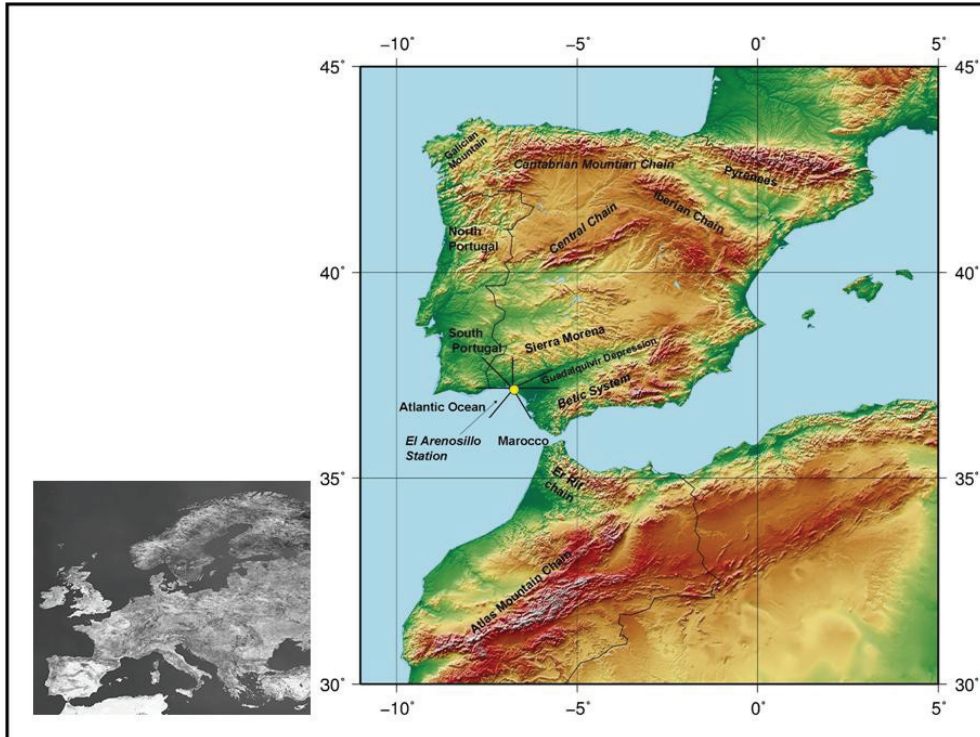 −10° −5° 0° 5°
45° 45°
Galician
Mountain
Cantabrian Mountian Chain
Pyrenees
Iberian Chain
Central Chain
North
Portugal
40° 40°
South
Portugal
Sierra Morena
Guadalquivir Depression
Betic System
Atlantic Ocean
El Arenosillo
Station
Marocco
35° 35°
Er Rif
chain
Atlas Mountain Chain
30° 30°
−10° −5° 0° 5°